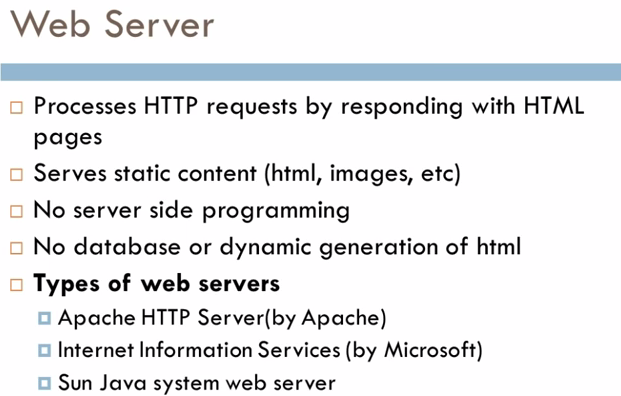 Web Server
Processes HTTP requests by responding with HTML
pages
Serves static content (html, images, etc)
No server side programming
No database or dynamic generation of html
Types of web servers
Apache HTTP Server(by Apache)
Internet Information Services (by Microsoft)
Sun Java system web server